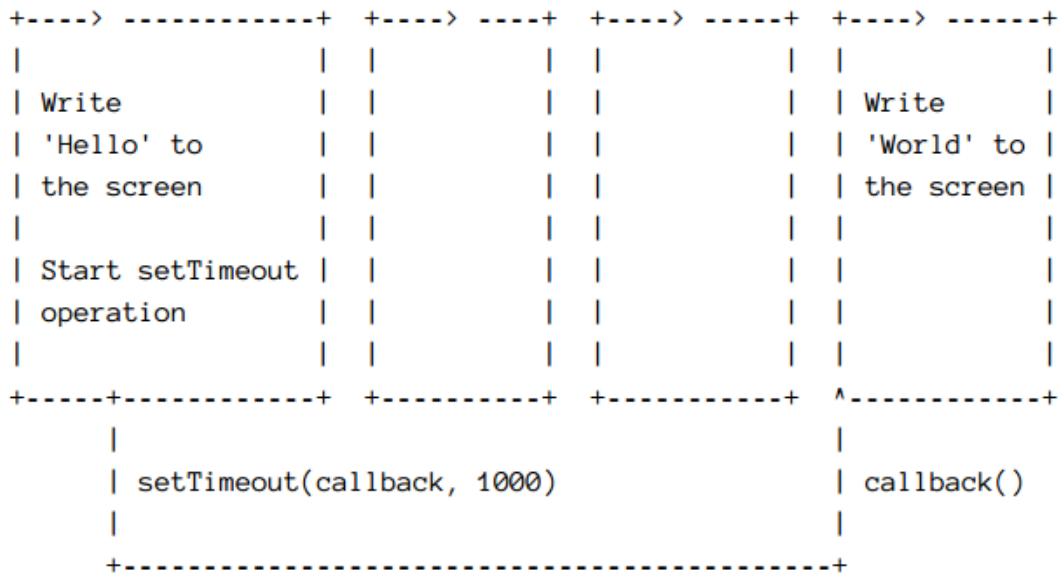 +----> ------------+  +----> ----+  +----> -----+  +----> ------+
|                  |  |          |  |           |  |            |
| Write            |  |          |  |           |  | Write      |
| 'Hello' to       |  |          |  |           |  | 'World' to |
| the screen       |  |          |  |           |  | the screen |
|                  |  |          |  |           |  |            |
| Start setTimeout |  |          |  |           |  |            |
| operation        |  |          |  |           |  |            |
|                  |  |          |  |           |  |            |
+-----+------------+  +----------+  +-----------+  ^------------+
      |                                            |
      | setTimeout(callback, 1000)                 | callback()
      |                                            |
      +--------------------------------------------+